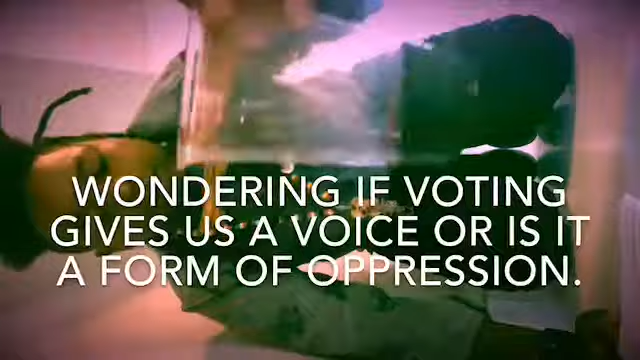 WONDERING IF VOTING
GIVES US A VOICE OR IS IT
A FORM OF OPPRESSION.